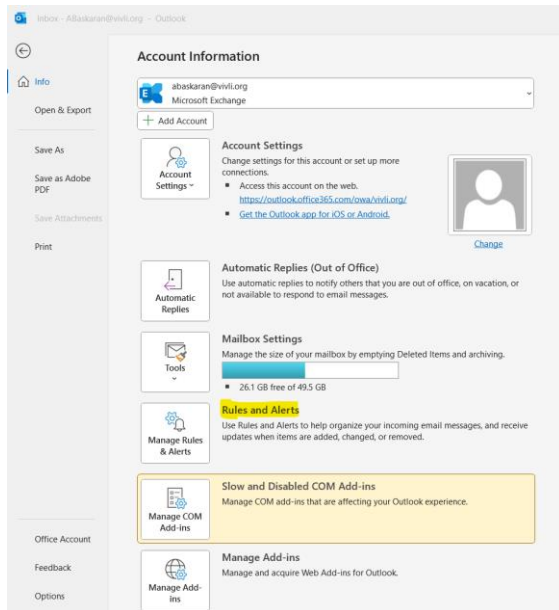 Inbox - ABaskaran@vivli.org - Outlook
Account Information
Info
Open & Export
Save As
Save as Adobe
PDF
Save Attachments
Print
Office Account
Feedback
Options
abaskaran@vivli.org
Microsoft Exchange
Add Account
Account
Settings
Account Settings
Change settings for this account or set up more
connections.
Access this account on the web.
https://outlook.office365.com/owa/vivli.org/
Get the Outlook app for iOS or Android.
Change
Automatic
Replies
Automatic Replies (Out of Office)
Use automatic replies to notify others that you are out of office, on vacation, or
not available to respond to email messages.
Tools
Mailbox Settings
Manage the size of your mailbox by emptying Deleted Items and archiving.
26.1 GB free of 49.5 GB
Manage Rules
& Alerts
Rules and Alerts
Use Rules and Alerts to help organize your incoming email messages, and receive
updates when items are added, changed, or removed.
Manage COM
Add-ins
Slow and Disabled COM Add-ins
Manage COM add-ins that are affecting your Outlook experience.
Manage Add-
ins
Manage Add-ins
Manage and acquire Web Add-ins for Outlook.